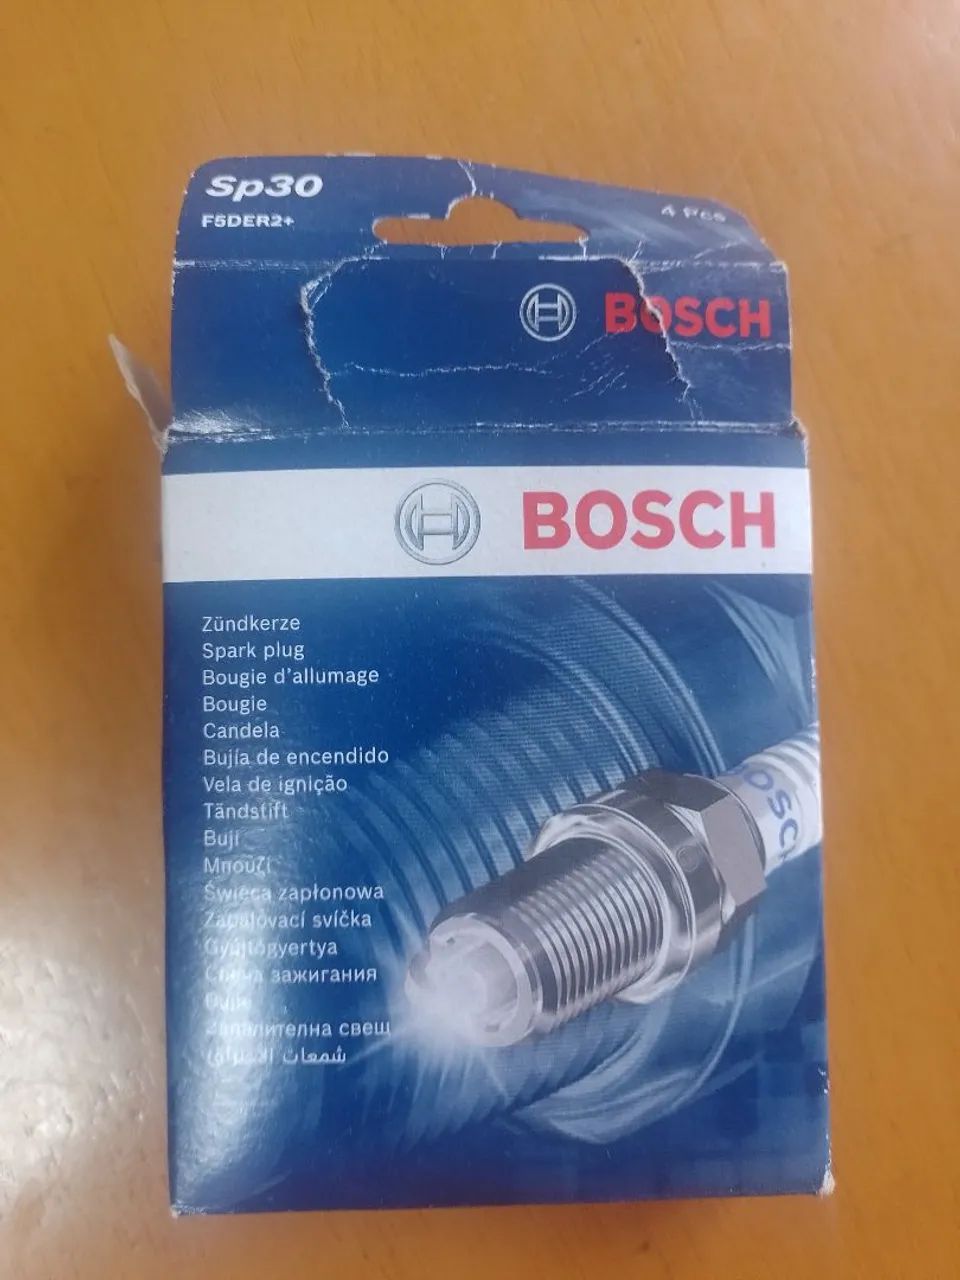 Sp30
F5DER2+
4 Pcs
BOSCH
BOSCH
Zündkerze
Spark plug
Bougie d'allumage
Bougie
Candela
Bujía de encendido
Vela de ignição
Tändstift
Buji
Μπουζί
Świeca zapłonowa
Zapalovací svíčka
Gyújtógyertya
Свеча зажигания
Запалителна свещ
شمعات الاحتراق
BOSCH